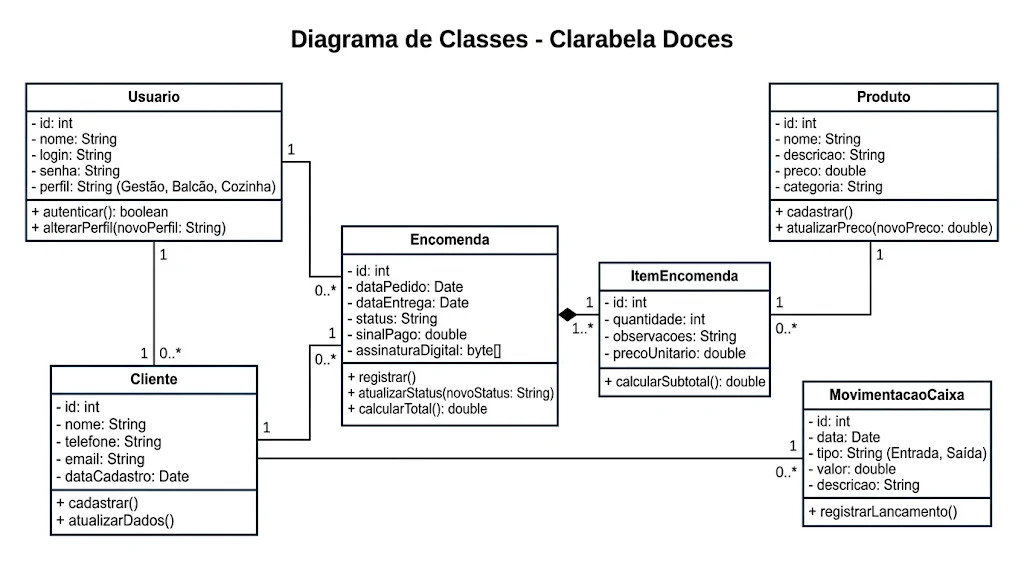 Diagrama de Classes - Clarabela Doces
Usuario
- id: int
- nome: String
- login: String
- senha: String
- perfil: String (Gestão, Balcão, Cozinha)
+ autenticar(): boolean
+ alterarPerfil(novoPerfil: String)
1
0..*
1
1 0..*
Cliente
- id: int
- nome: String
- telefone: String
- email: String
- dataCadastro: Date
+ cadastrar()
+ atualizarDados()
1
1
0..*
Encomenda
- id: int
- dataPedido: Date
- dataEntrega: Date
- status: String
- sinalPago: double
- assinaturaDigital: byte[]
+ registrar()
+ atualizarStatus(novoStatus: String)
+ calcularTotal(): double
1
1..*
ItemEncomenda
- id: int
- quantidade: int
- observacoes: String
- precoUnitario: double
+ calcularSubtotal(): double
1
0..*
Produto
- id: int
- nome: String
- descricao: String
- preco: double
- categoria: String
+ cadastrar()
+ atualizarPreco(novoPreco: double)
1
1
0..*
MovimentacaoCaixa
- id: int
- data: Date
- tipo: String (Entrada, Saída)
- valor: double
- descricao: String
+ registrarLancamento()